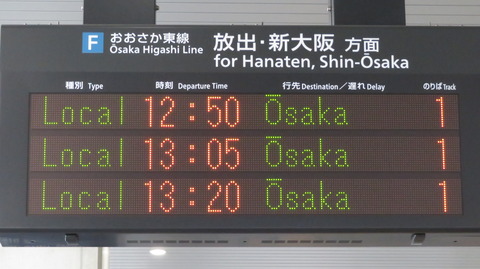 F おおさか東線 放出・新大阪 方面
Ōsaka Higashi Line for Hanaten, Shin-Ōsaka
種別 Type 時刻 Departure Time 行先 Destination／遅れ Delay のりば Track
Local 12:50 Ōsaka 1
Local 13:05 Ōsaka 1
Local 13:20 Ōsaka 1